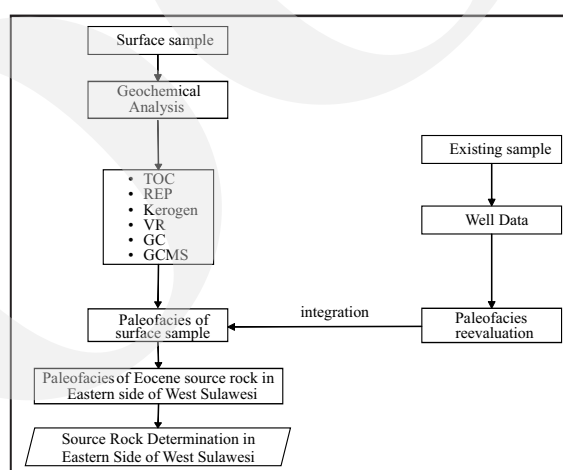 Surface sample
Geochemical
Analysis
• TOC
• REP
• Kerogen
• VR
• GC
• GCMS
Existing sample
Well Data
Paleofacies
reevaluation
integration
Paleofacies of
surface sample
Paleofacies of Eocene source rock in
Eastern side of West Sulawesi
Source Rock Determination in
Eastern Side of West Sulawesi